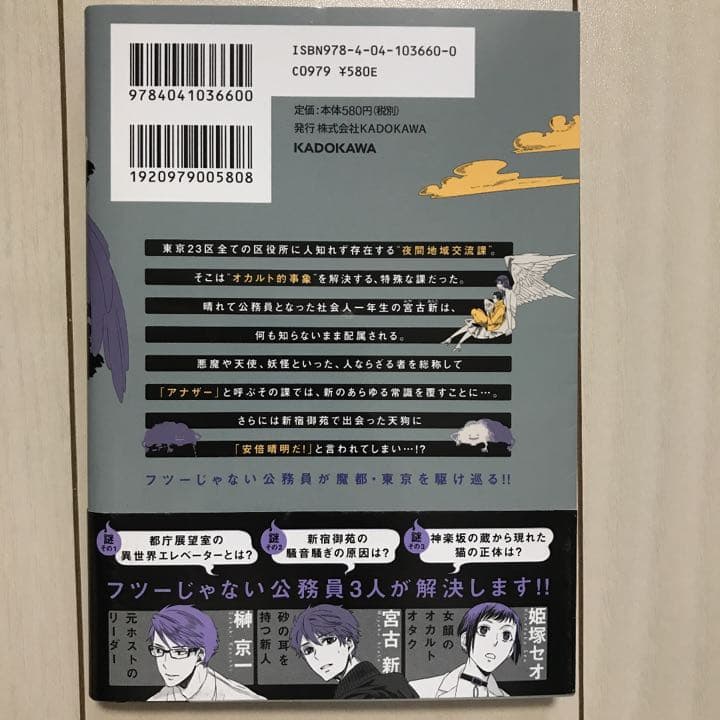 ISBN978-4-04-103660-0
C0979 ¥580E
9784041036600
定価:本体580円(税別)
発行 株式会社KADOKAWA
KADOKAWA
1920979005808
東京23区全ての区役所に人知れず存在する"夜間地域交流課"。
そこは"オカルト的事象"を解決する、特殊な課だった。
晴れて公務員となった社会人一年生の宮古新は、
何も知らないまま配属される。
悪魔や天使、妖怪といった、人ならざる者を総称して
「アナザー」と呼ぶその課では、新のあらゆる常識を覆すことに…。
さらには新宿御苑で出会った天狗に
「安倍晴明だ!」と言われてしまい…!?
フツーじゃない公務員が魔都・東京を駆け巡る!!
謎その1
都庁展望室の
異世界エレベーターとは?
謎その2
新宿御苑の
騒音騒ぎの原因は?
謎その3
神楽坂の蔵から現れた
猫の正体は?
フツーじゃない公務員3人が解決します!!
榊 京一
元ホストの
リーダー
宮古 新
砂の耳を
持つ新人
姫塚セオ
女顔の
オカルト
オタク